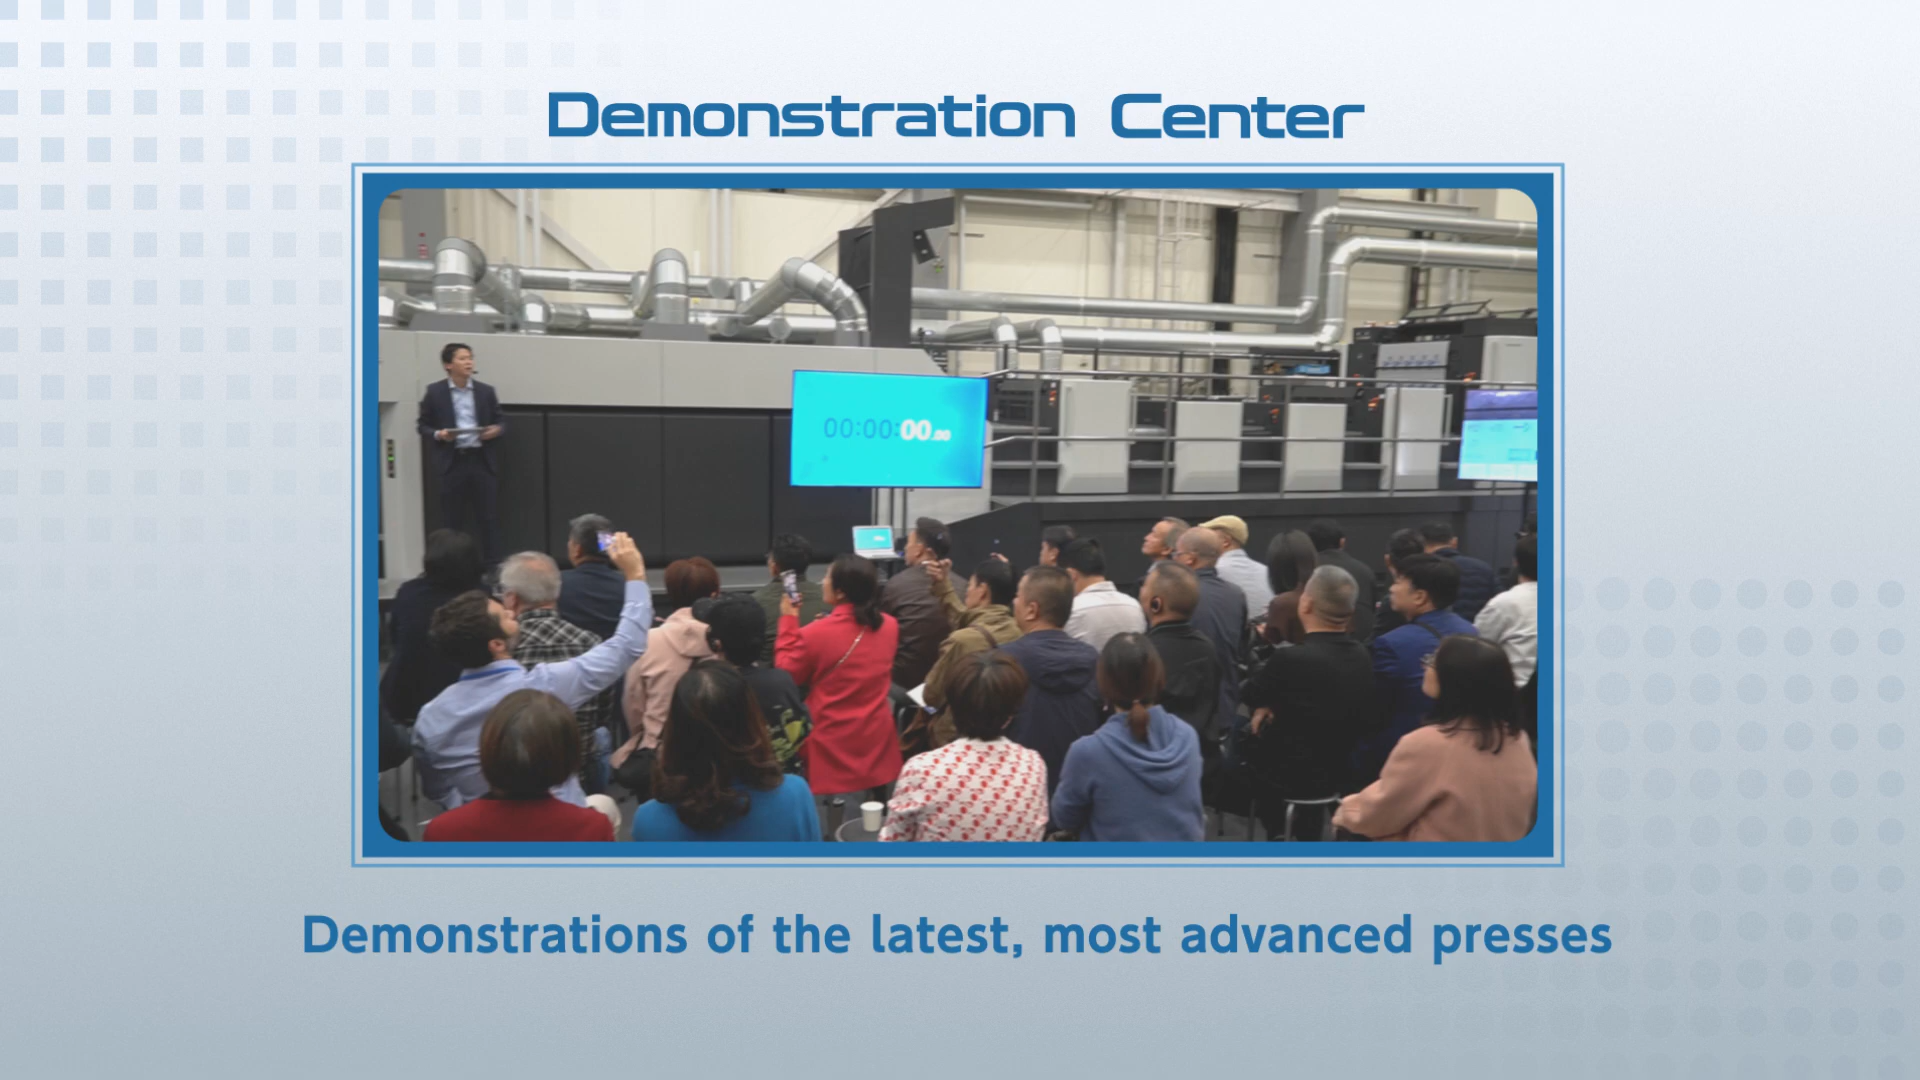 Demonstration Center
00:00:00.00
Demonstrations of the latest, most advanced presses